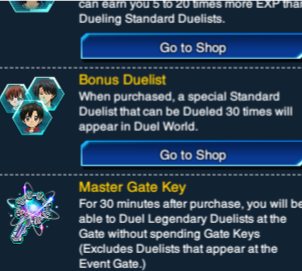 can earn you 5 to 20 times more EXP than
Dueling Standard Duelists.
Go to Shop
Bonus Duelist
When purchased, a special Standard
Duelist that can be Dueled 30 times will
appear in Duel World.
Go to Shop
Master Gate Key
For 30 minutes after purchase, you will be
able to Duel Legendary Duelists at the
Gate without spending Gate Keys
(Excludes Duelists that appear at the
Event Gate.)